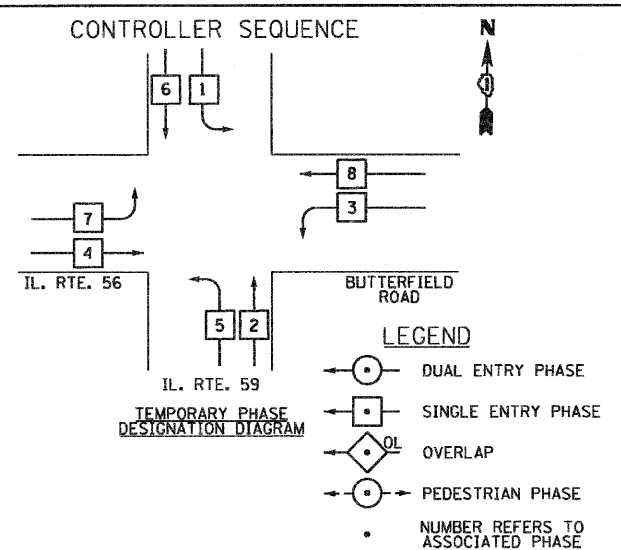 CONTROLLER SEQUENCE
N
6 1
8
3
7
4
IL. RTE. 56
BUTTERFIELD
ROAD
5 2
IL. RTE. 59
TEMPORARY PHASE
DESIGNATION DIAGRAM
LEGEND
DUAL ENTRY PHASE
SINGLE ENTRY PHASE
OL
OVERLAP
PEDESTRIAN PHASE
NUMBER REFERS TO
ASSOCIATED PHASE